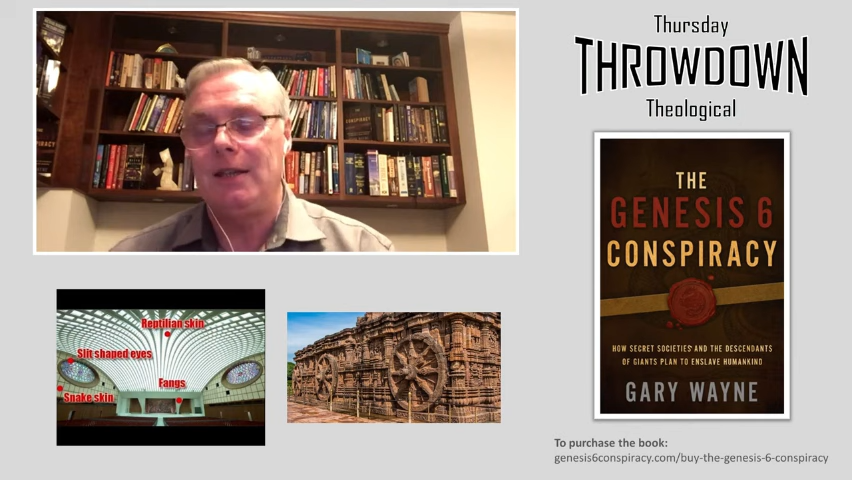 Thursday
THROWDOWN
Theological
THE
GENESIS 6
CONSPIRACY
HOW SECRET SOCIETIES AND THE DESCENDANTS
OF GIANTS PLAN TO ENSLAVE HUMANKIND
GARY WAYNE
To purchase the book:
genesis6conspiracy.com/buy-the-genesis-6-conspiracy
Reptilian skin
Slit shaped eyes
Fangs
Snake skin
CONSPIRACY